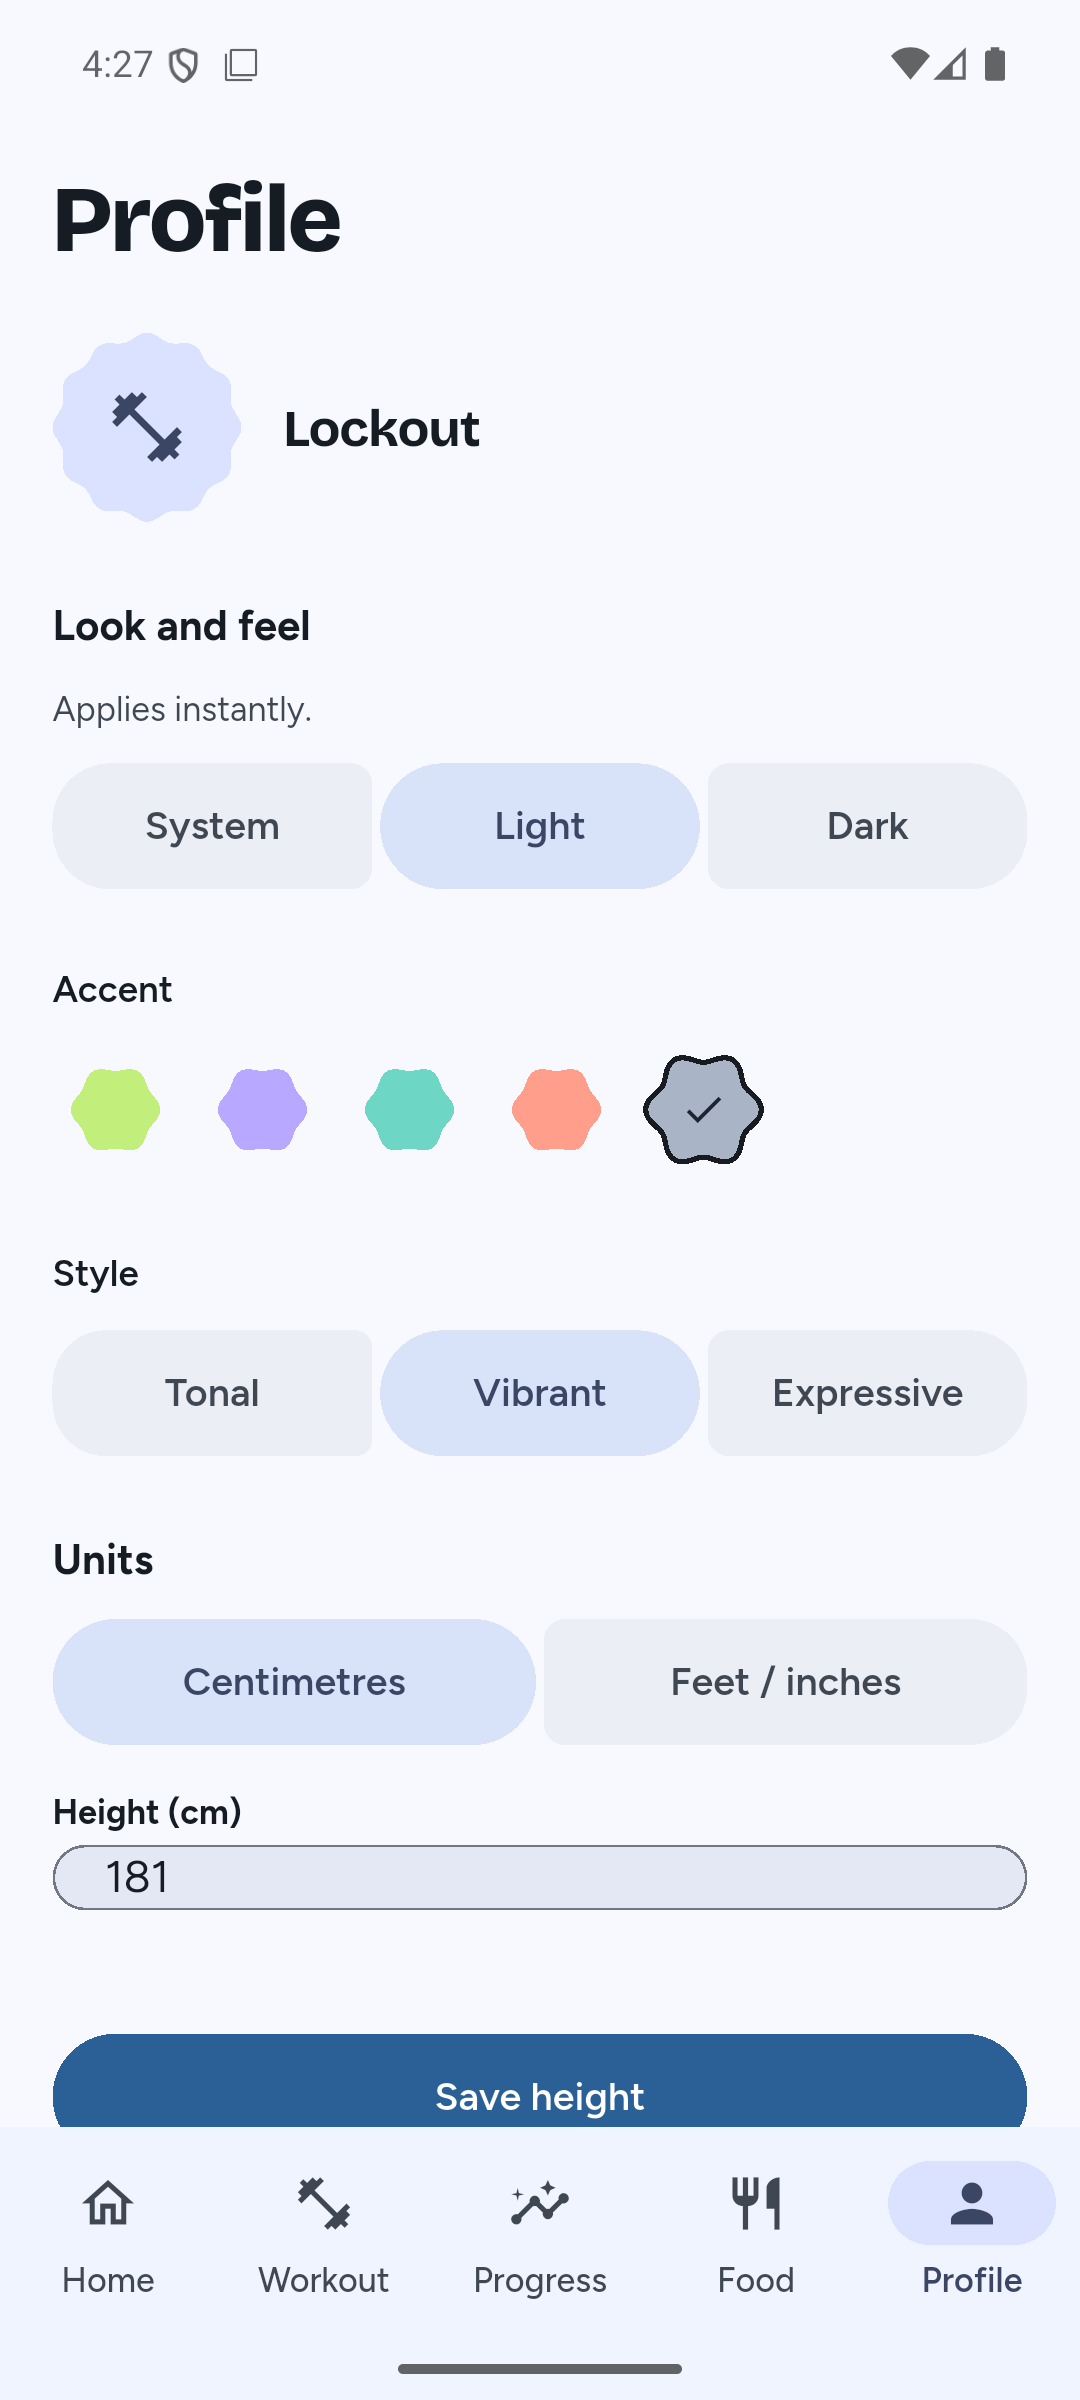 4:27
Profile
Lockout
Look and feel
Applies instantly.
System
Light
Dark
Accent
Style
Tonal
Vibrant
Expressive
Units
Centimetres
Feet / inches
Height (cm)
181
Save height
Home
Workout
Progress
Food
Profile